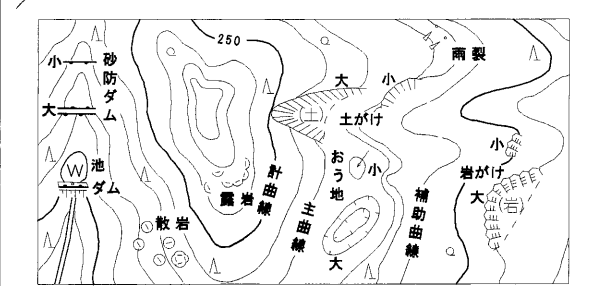 250
小
砂防ダム
大
W
池
ダム
散岩
露岩
計曲線
主曲線
大
小
土
土がけ
おう地
小
大
補助曲線
雨裂
小
岩がけ
大
岩